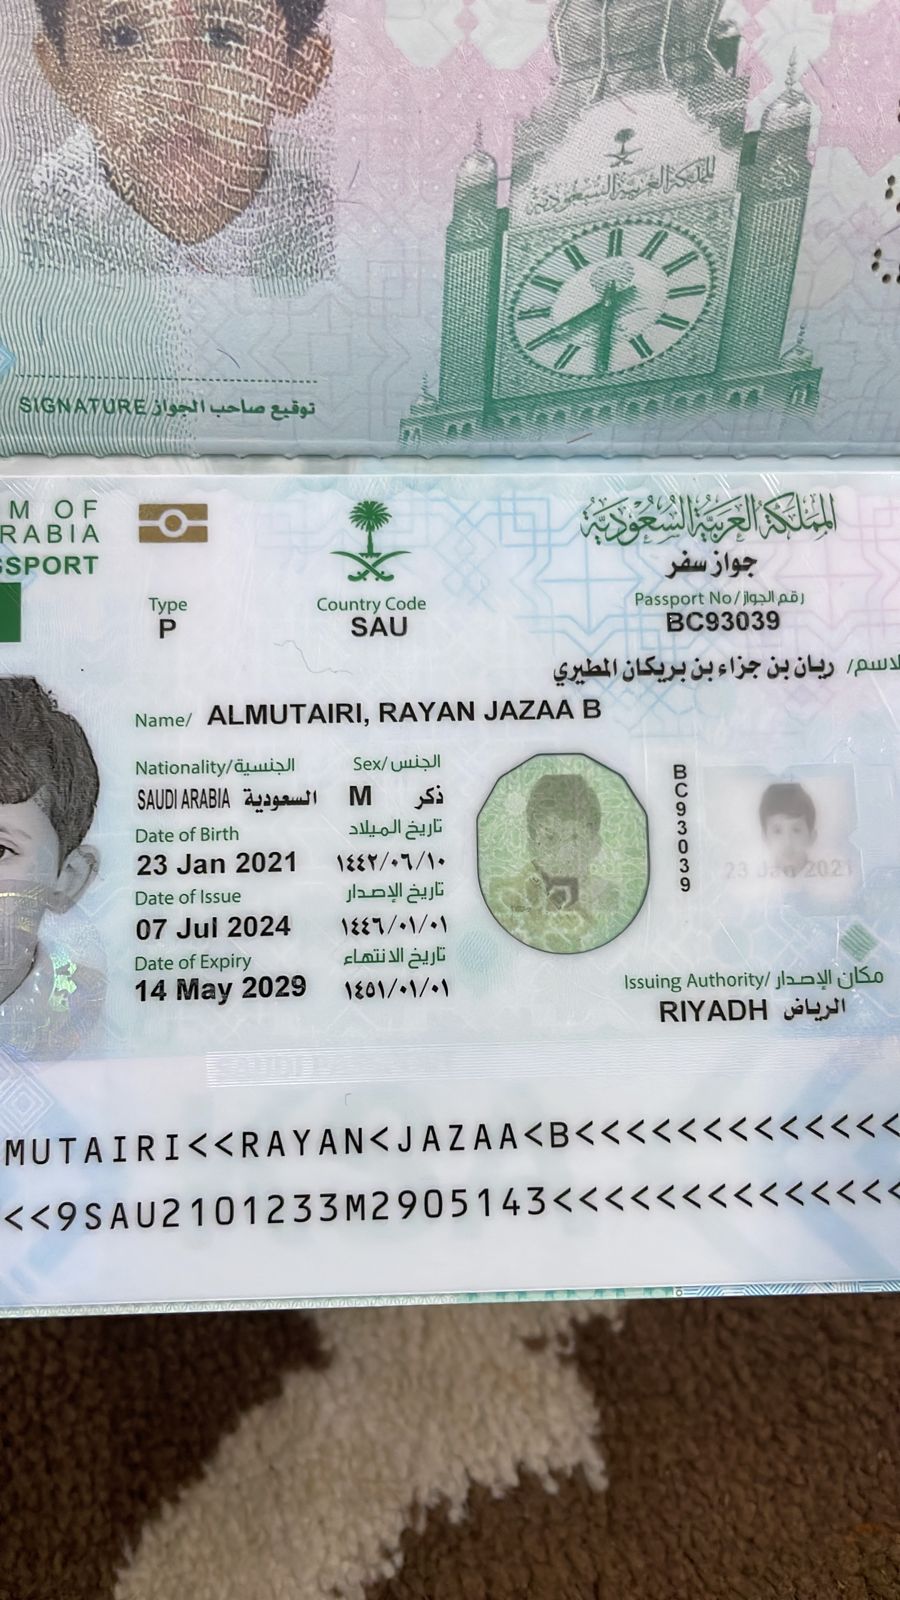 المملكة العربية السعودية
SIGNATURE توقيع صاحب الجواز
M OF
RABIA
SSPORT
المملكة العربية السعودية
جواز سفر
Type
P
Country Code
SAU
Passport No/رقم الجواز
BC93039
الاسم/ ريان بن جزاء بن بريكان المطيري
Name/ ALMUTAIRI, RAYAN JAZAA B
Nationality/الجنسية
SAUDI ARABIA السعودية
Sex/الجنس
M ذكر
Date of Birth تاريخ الميلاد
23 Jan 2021 ١٤٤٢/٠٦/١٠
Date of Issue تاريخ الإصدار
07 Jul 2024 ١٤٤٦/٠١/٠١
Date of Expiry تاريخ الانتهاء
14 May 2029 ١٤٥١/٠١/٠١
BC93039
23 Jan 2021
Issuing Authority/مكان الإصدار
RIYADH الرياض
MUTAIRI<<RAYAN<JAZAA<B<<<<<<<<<<<<<
<<9SAU2101233M2905143<<<<<<<<<<<<<<